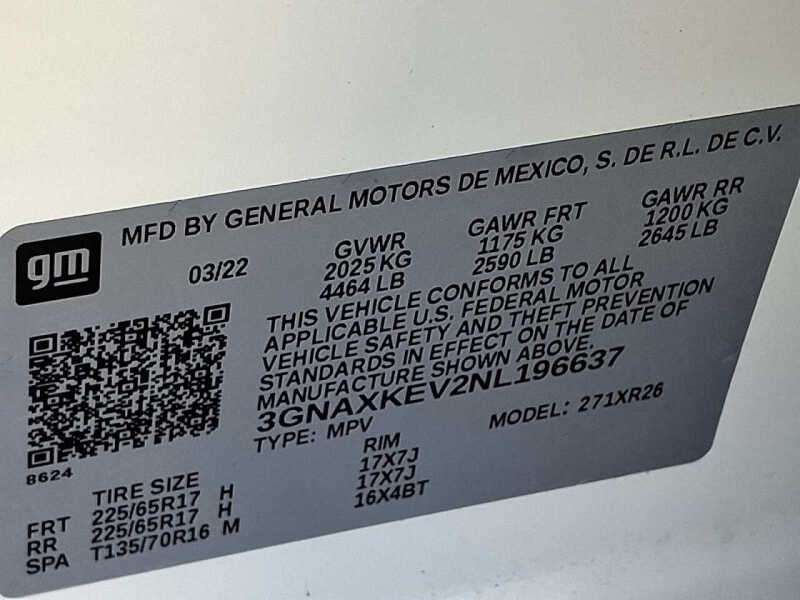 MFD BY GENERAL MOTORS DE MEXICO, S. DE R.L. DE C.V.
gm
03/22
GVWR
2025 KG
4464 LB
GAWR FRT
1175 KG
2590 LB
GAWR RR
1200 KG
2645 LB
THIS VEHICLE CONFORMS TO ALL
APPLICABLE U.S. FEDERAL MOTOR
VEHICLE SAFETY AND THEFT PREVENTION
STANDARDS IN EFFECT ON THE DATE OF
MANUFACTURE SHOWN ABOVE.
3GNAXKEV2NL196637
TYPE: MPV MODEL: 271XR26
8624
TIRE SIZE RIM
FRT 225/65R17 H 17X7J
RR 225/65R17 H 17X7J
SPA T135/70R16 M 16X4BT